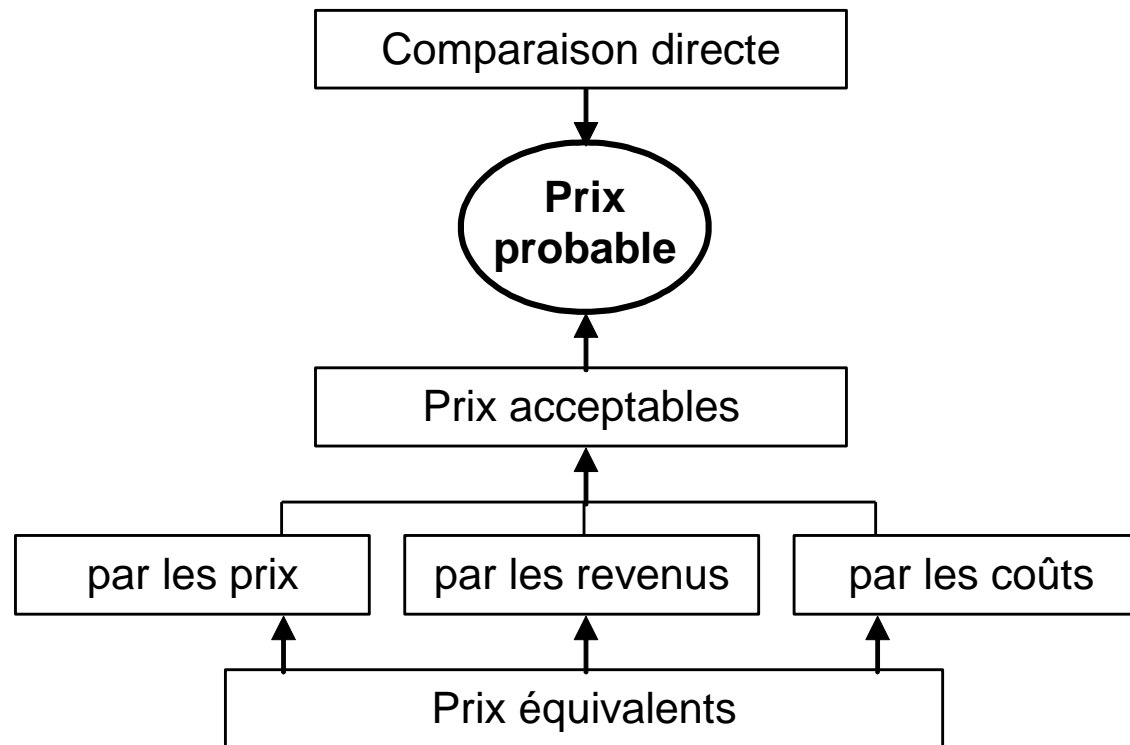 Comparaison directe
Prix
probable
Prix acceptables
par les prix
par les revenus
par les coûts
Prix équivalents